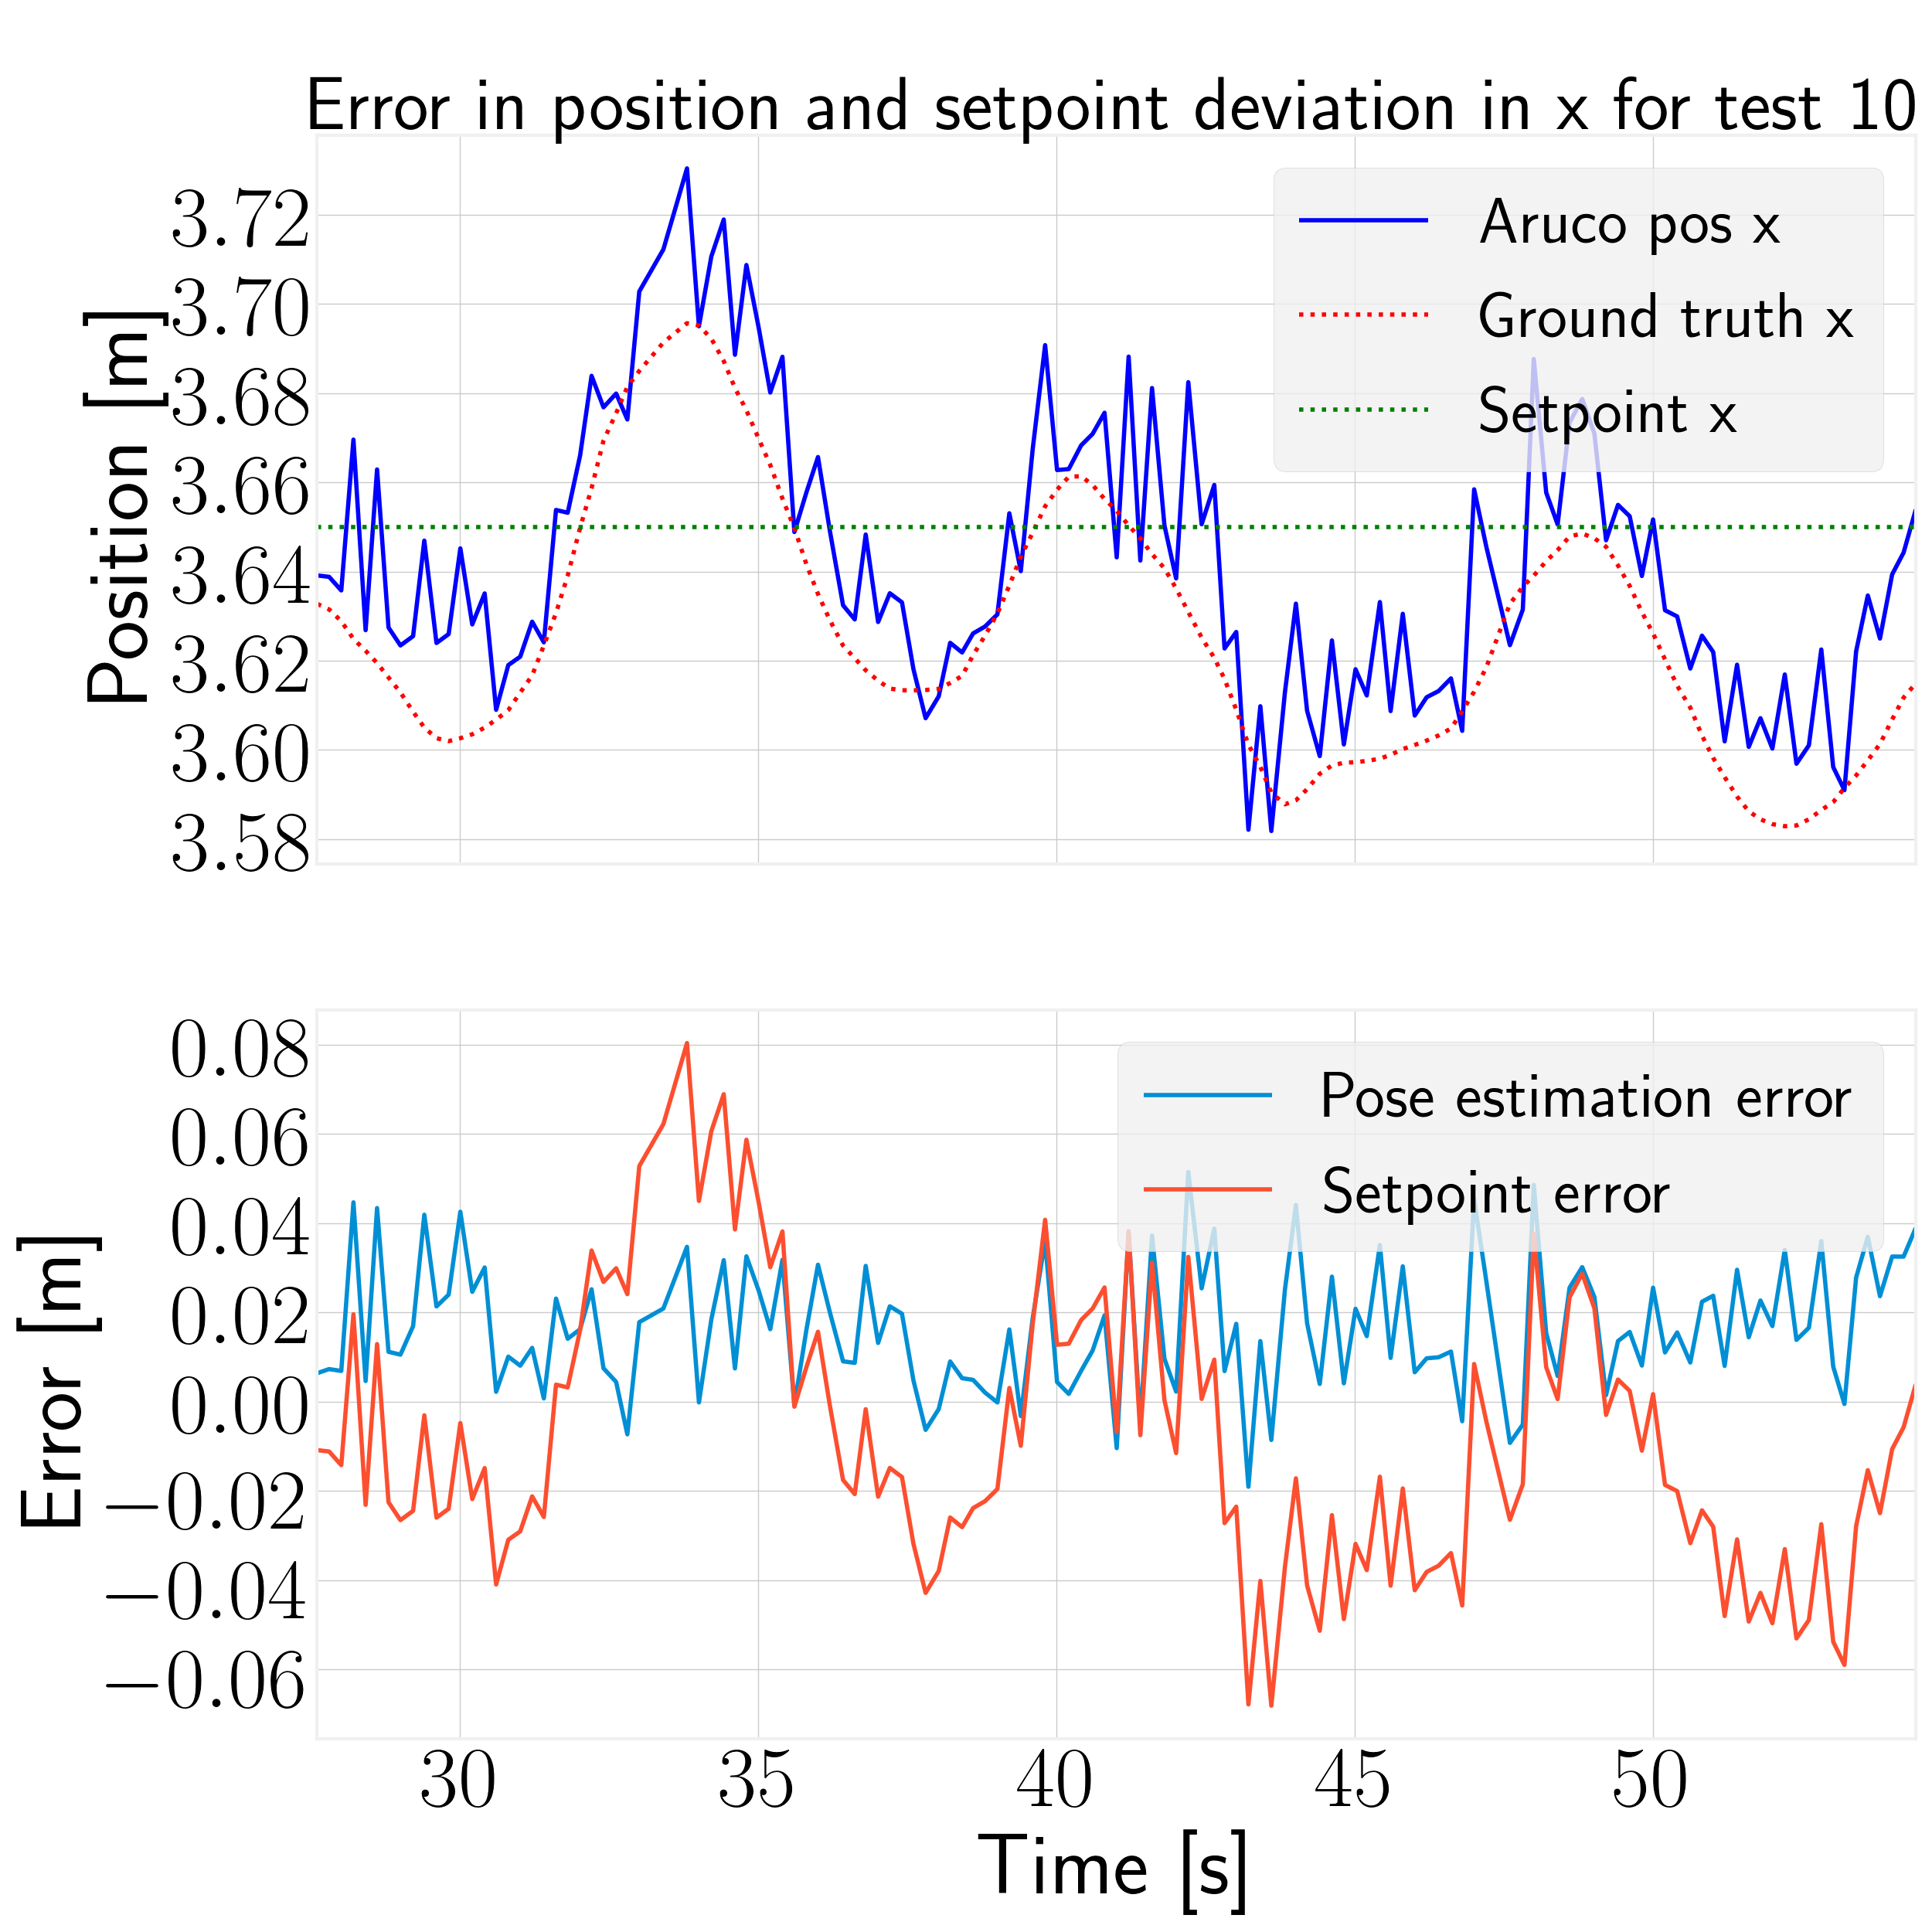 Error in position and setpoint deviation in x for test 10
Position [m]
3.72
3.70
3.68
3.66
3.64
3.62
3.60
3.58
Aruco pos x
Ground truth x
Setpoint x
Error [m]
0.08
0.06
0.04
0.02
0.00
−0.02
−0.04
−0.06
Pose estimation error
Setpoint error
30 35 40 45 50
Time [s]